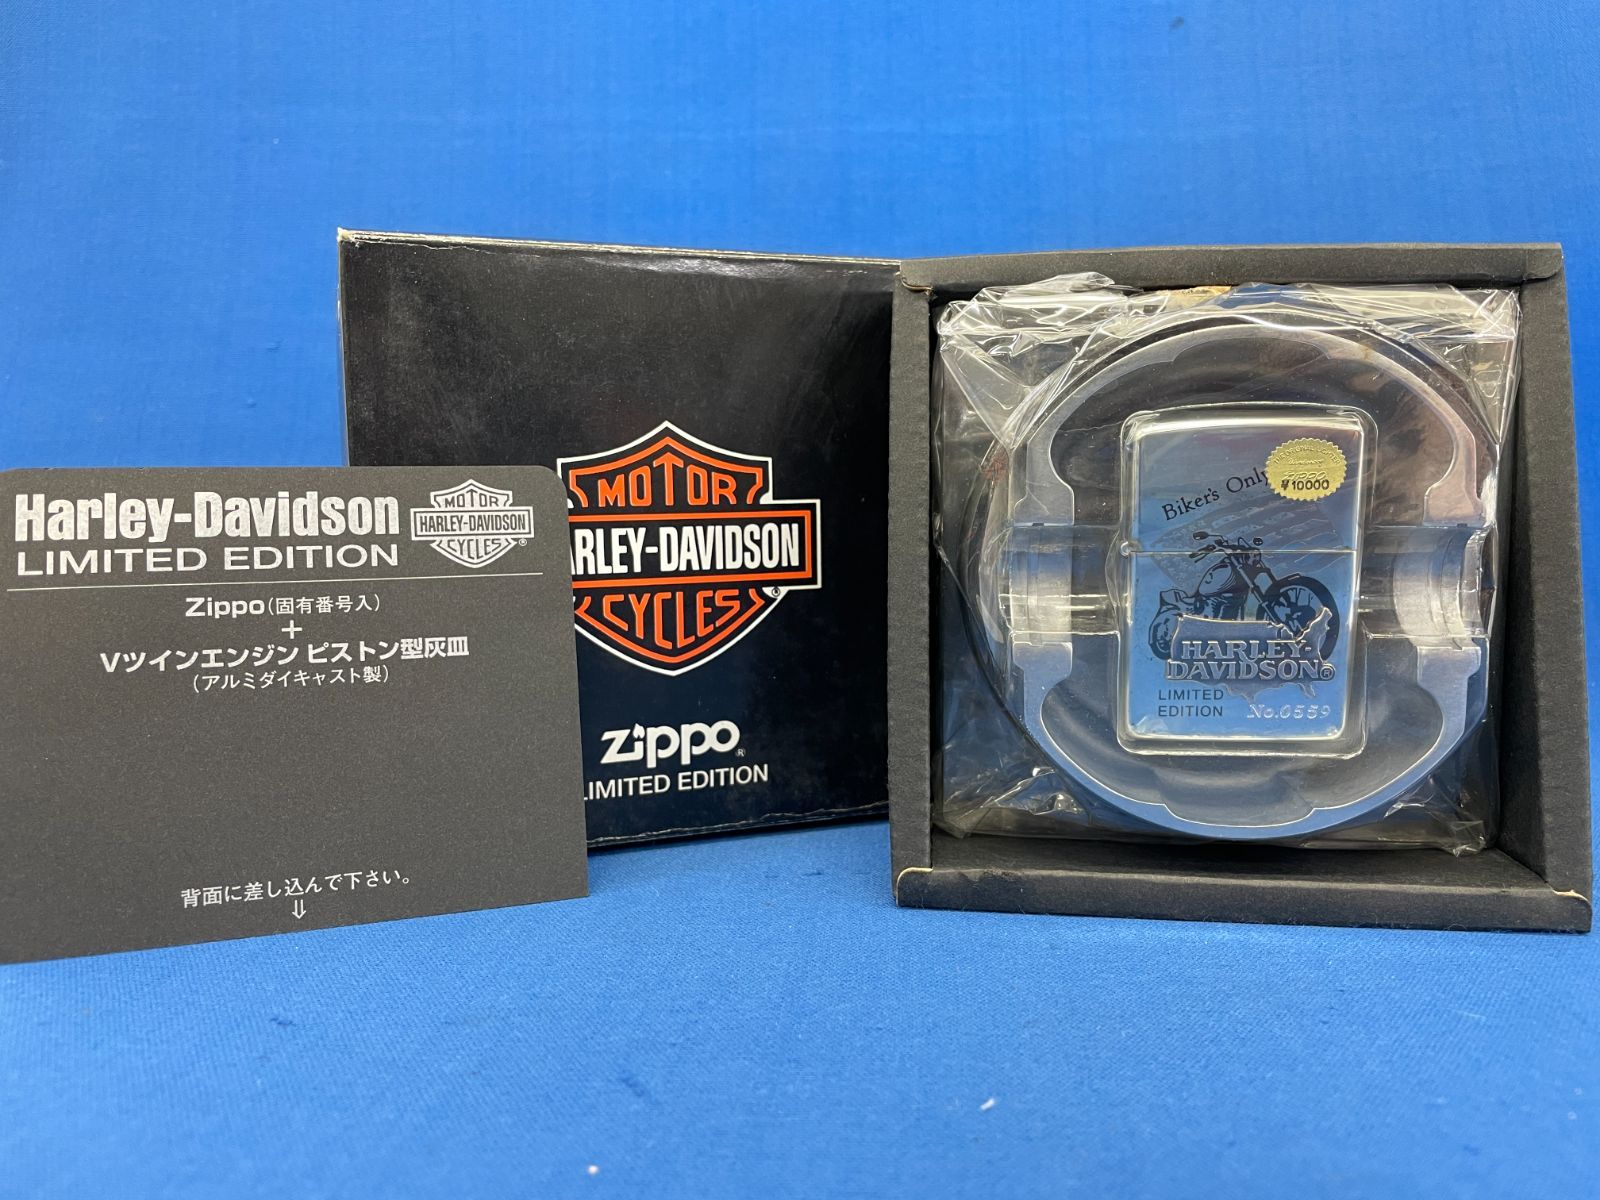 Harley-Davidson
LIMITED EDITION
MOTOR
HARLEY-DAVIDSON
CYCLES
®
Zippo(固有番号入)
+
Vツインエンジン ピストン型灰皿
(アルミダイキャスト製)
背面に差し込んで下さい。
⇩
MOTOR
ARLEY-DAVIDSON
CYCLES
®
zippo
®
LIMITED EDITION
Biker's Only
¥10000
HARLEY-
DAVIDSON®
LIMITED
EDITION No.0559